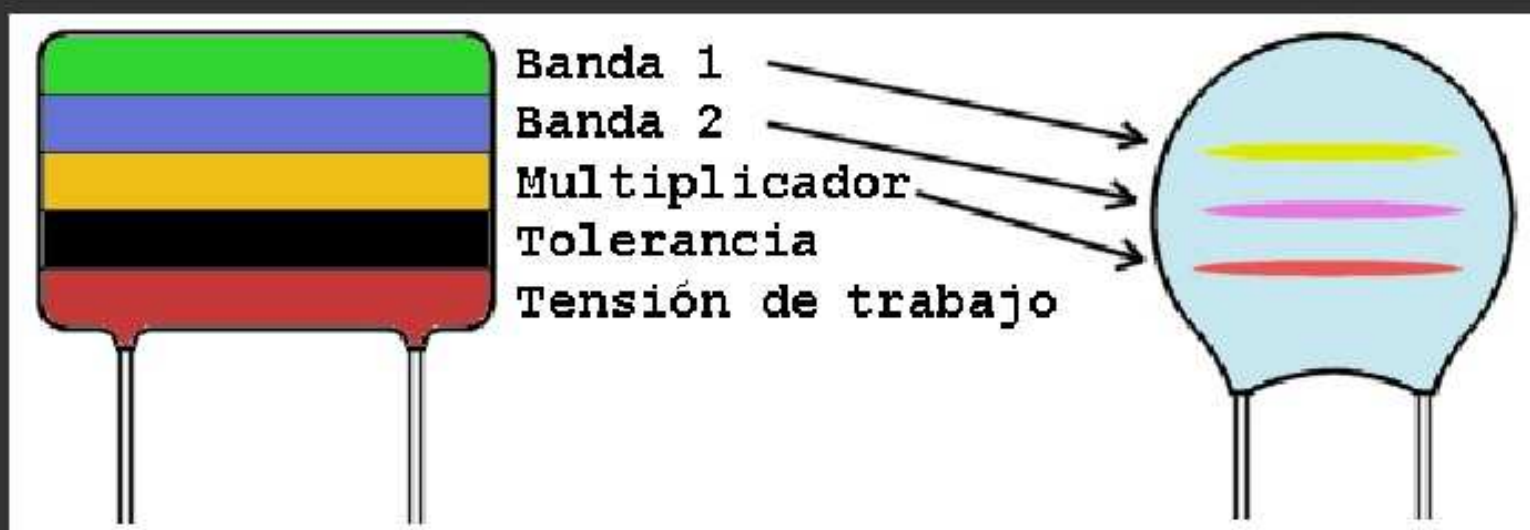 Banda 1
Banda 2
Multiplicador
Tolerancia
Tensión de trabajo